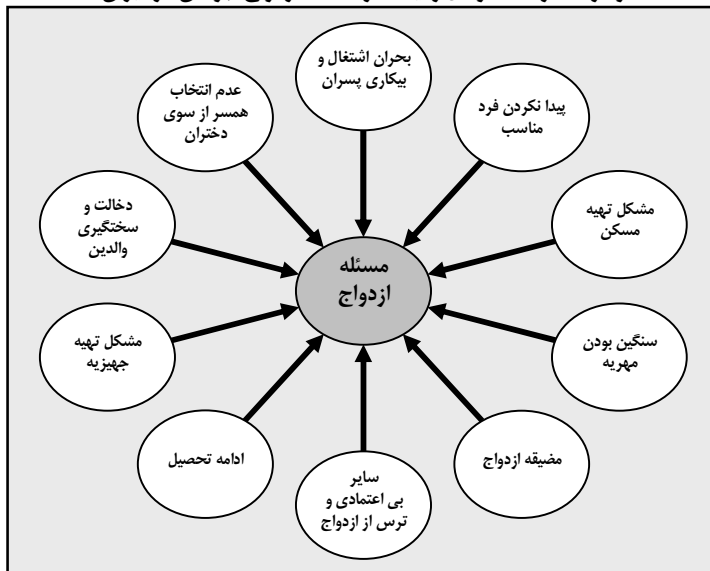 بحران اشتغال و
بیکاری پسران
پیدا نکردن فرد
مناسب
مشکل تهیه
مسکن
سنگین بودن
مهریه
مضیقه ازدواج
سایر
بی اعتمادی و
ترس از ازدواج
ادامه تحصیل
مشکل تهیه
جهیزیه
دخالت و
سختگیری
والدین
عدم انتخاب
همسر از سوی
دختران
مسئله
ازدواج